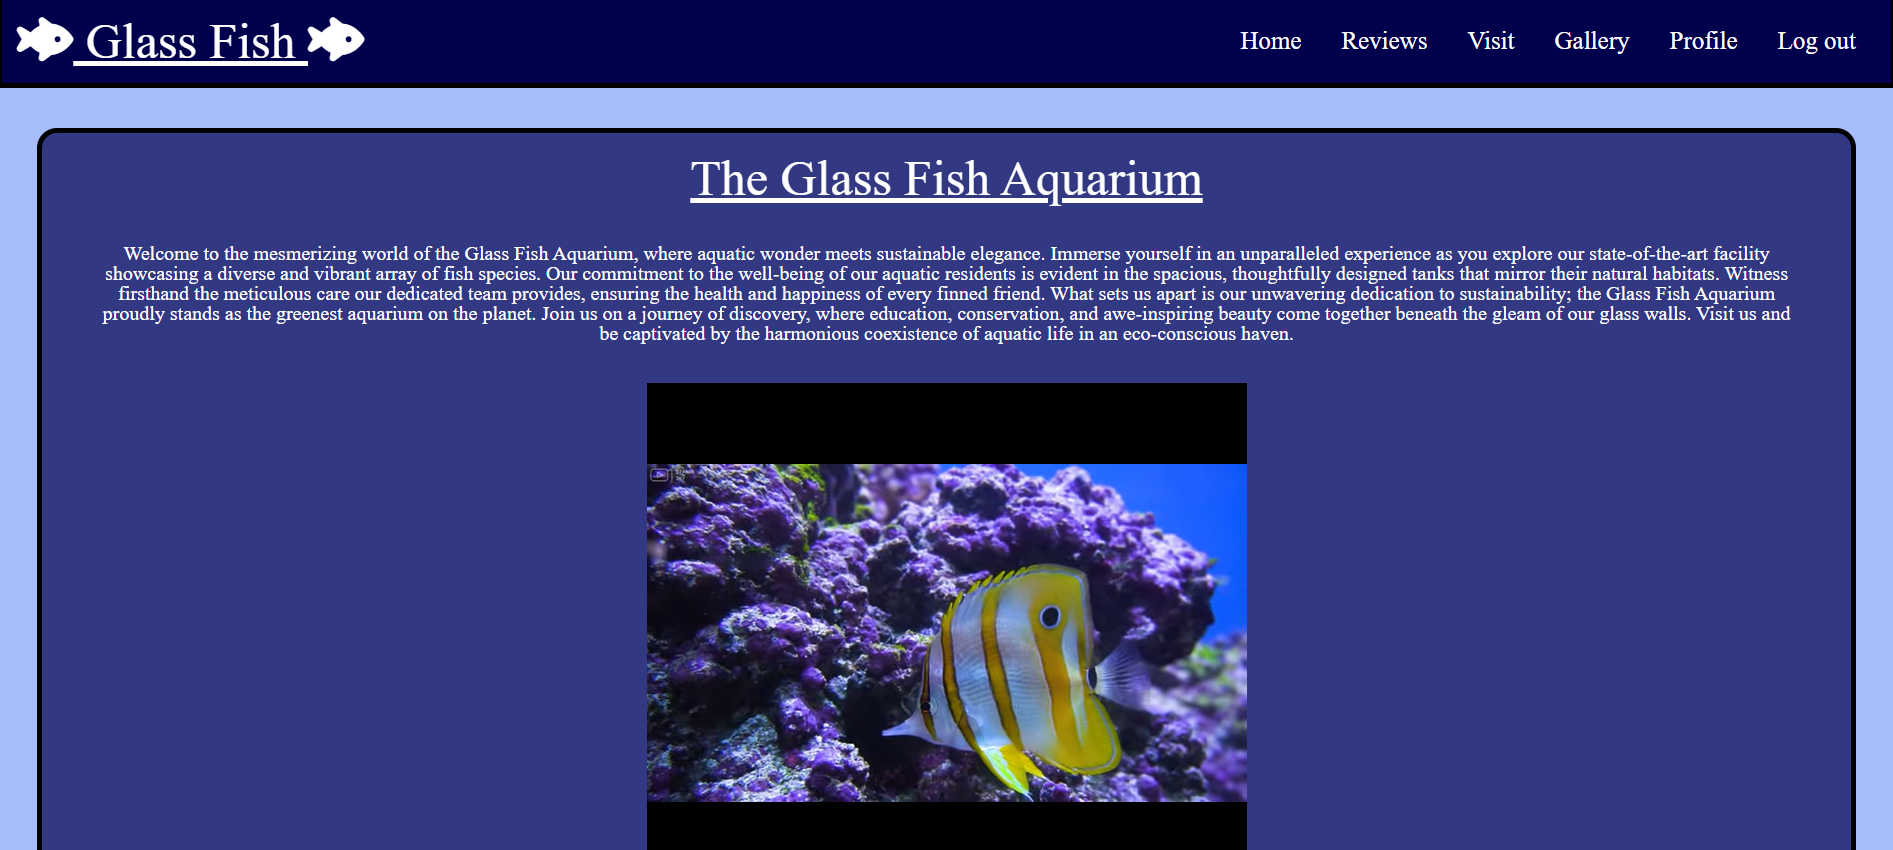 Glass Fish
Home Reviews Visit Gallery Profile Log out
The Glass Fish Aquarium
Welcome to the mesmerizing world of the Glass Fish Aquarium, where aquatic wonder meets sustainable elegance. Immerse yourself in an unparalleled experience as you explore our state-of-the-art facility
showcasing a diverse and vibrant array of fish species. Our commitment to the well-being of our aquatic residents is evident in the spacious, thoughtfully designed tanks that mirror their natural habitats. Witness
firsthand the meticulous care our dedicated team provides, ensuring the health and happiness of every finned friend. What sets us apart is our unwavering dedication to sustainability; the Glass Fish Aquarium
proudly stands as the greenest aquarium on the planet. Join us on a journey of discovery, where education, conservation, and awe-inspiring beauty come together beneath the gleam of our glass walls. Visit us and
be captivated by the harmonious coexistence of aquatic life in an eco-conscious haven.